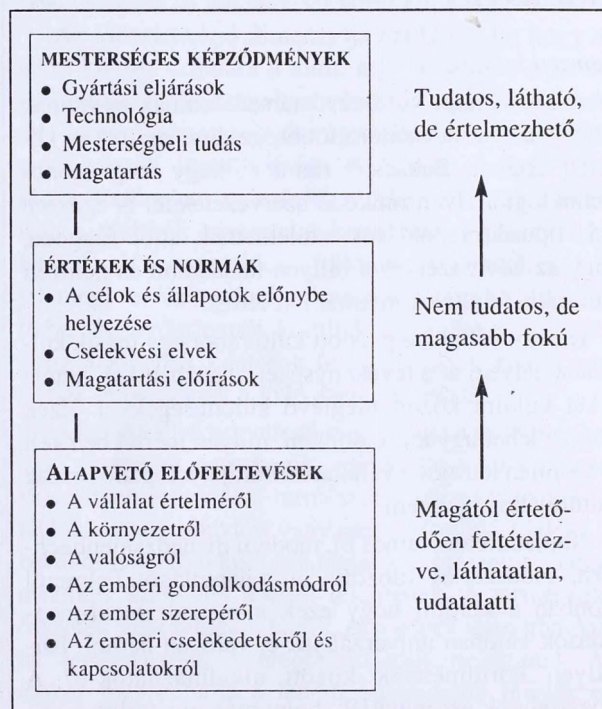 MESTERSÉGES KÉPZŐDMÉNYEK
• Gyártási eljárások
• Technológia
• Mesterségbeli tudás
• Magatartás
Tudatos, látható,
de értelmezhető
ÉRTÉKEK ÉS NORMÁK
• A célok és állapotok előnybe
helyezése
• Cselekvési elvek
• Magatartási előírások
Nem tudatos, de
magasabb fokú
ALAPVETŐ ELŐFELTEVÉSEK
• A vállalat értelméről
• A környezetről
• A valóságról
• Az ember gondolkodásmódról
• Az ember szerepéről
• Az emberi cselekedetekről és
kapcsolatokról
Magától értető-
dően feltételez-
ve, láthatatlan,
tudatalatti